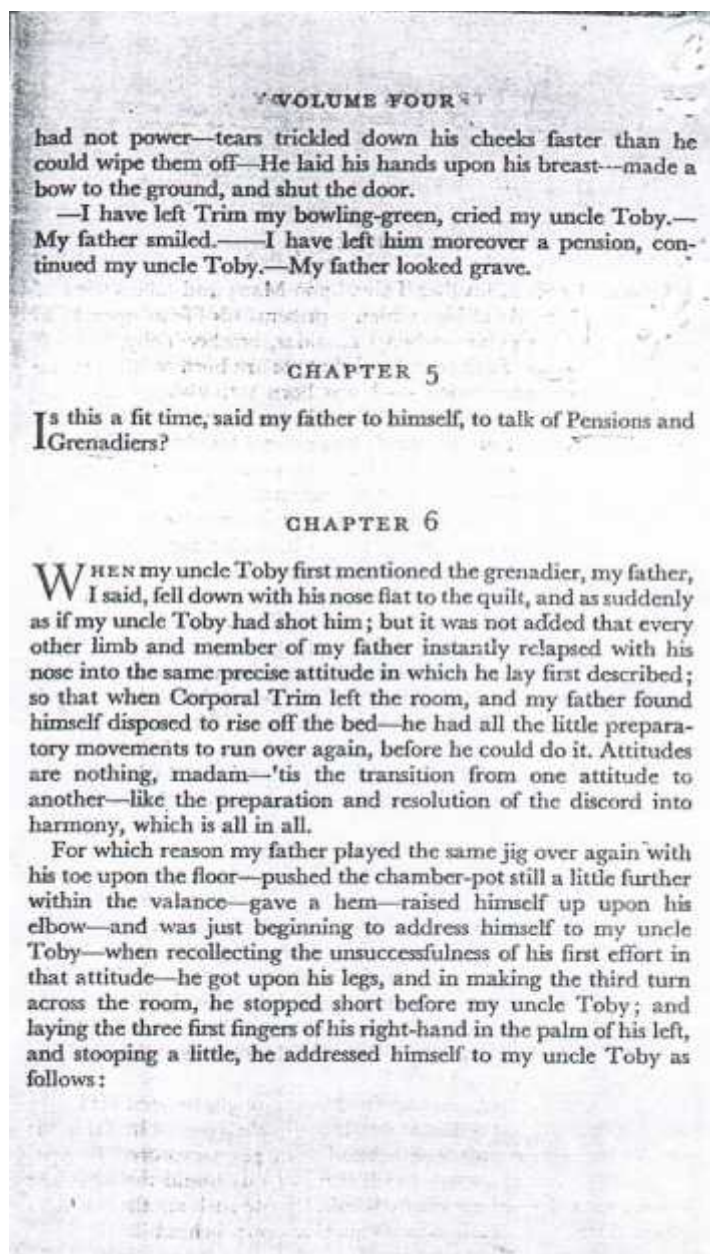 VOLUME FOUR
had not power—tears trickled down his cheeks faster than he
could wipe them off—He laid his hands upon his breast—made a
bow to the ground, and shut the door.
—I have left Trim my bowling-green, cried my uncle Toby.—
My father smiled.——I have left him moreover a pension, con-
tinued my uncle Toby.—My father looked grave.
CHAPTER 5
Is this a fit time, said my father to himself, to talk of Pensions and
Grenadiers?
CHAPTER 6
WHEN my uncle Toby first mentioned the grenadier, my father,
I said, fell down with his nose flat to the quilt, and as suddenly
as if my uncle Toby had shot him; but it was not added that every
other limb and member of my father instantly relapsed with his
nose into the same precise attitude in which he lay first described;
so that when Corporal Trim left the room, and my father found
himself disposed to rise off the bed—he had all the little prepara-
tory movements to run over again, before he could do it. Attitudes
are nothing, madam—'tis the transition from one attitude to
another—like the preparation and resolution of the discord into
harmony, which is all in all.
For which reason my father played the same jig over again with
his toe upon the floor—pushed the chamber-pot still a little further
within the valance—gave a hem—raised himself up upon his
elbow—and was just beginning to address himself to my uncle
Toby—when recollecting the unsuccessfulness of his first effort in
that attitude—he got upon his legs, and in making the third turn
across the room, he stopped short before my uncle Toby; and
laying the three first fingers of his right-hand in the palm of his left,
and stooping a little, he addressed himself to my uncle Toby as
follows: